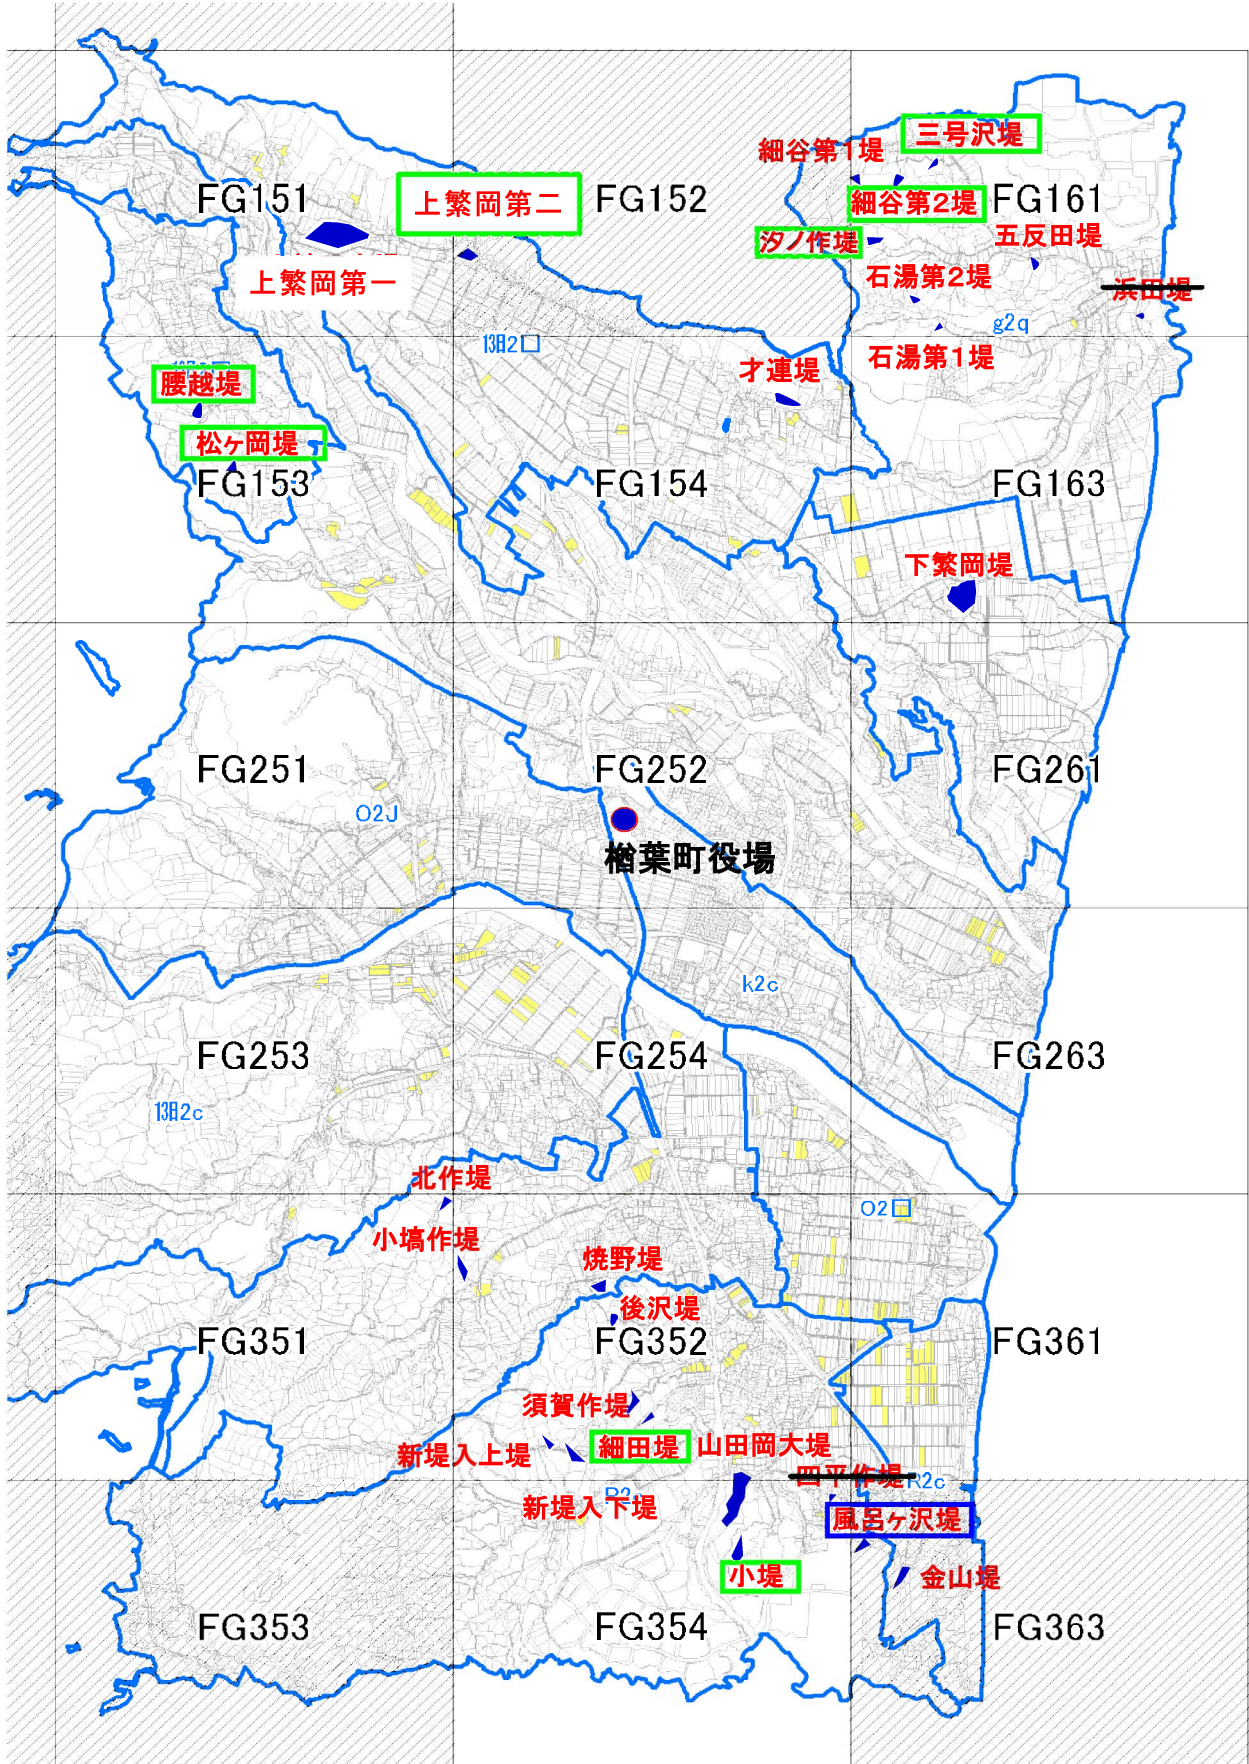 三号沢堤
細谷第1堤
FG151
上繁岡第二
FG152
細谷第2堤
FG161
汐ノ作堤
五反田堤
上繁岡第一
石湯第2堤
浜田堤
g2q
石湯第1堤
才連堤
腰越堤
松ヶ岡堤
FG153
FG154
FG163
下繁岡堤
FG251
FG252
FG261
O2J
楢葉町役場
k2c
FG253
FG254
FG263
北作堤
小塙作堤
焼野堤
後沢堤
FG351
FG352
FG361
須賀作堤
新堤入上堤
細田堤
山田岡大堤
四平作堤
R2c
新堤入下堤
風呂ヶ沢堤
小堤
金山堤
FG353
FG354
FG363